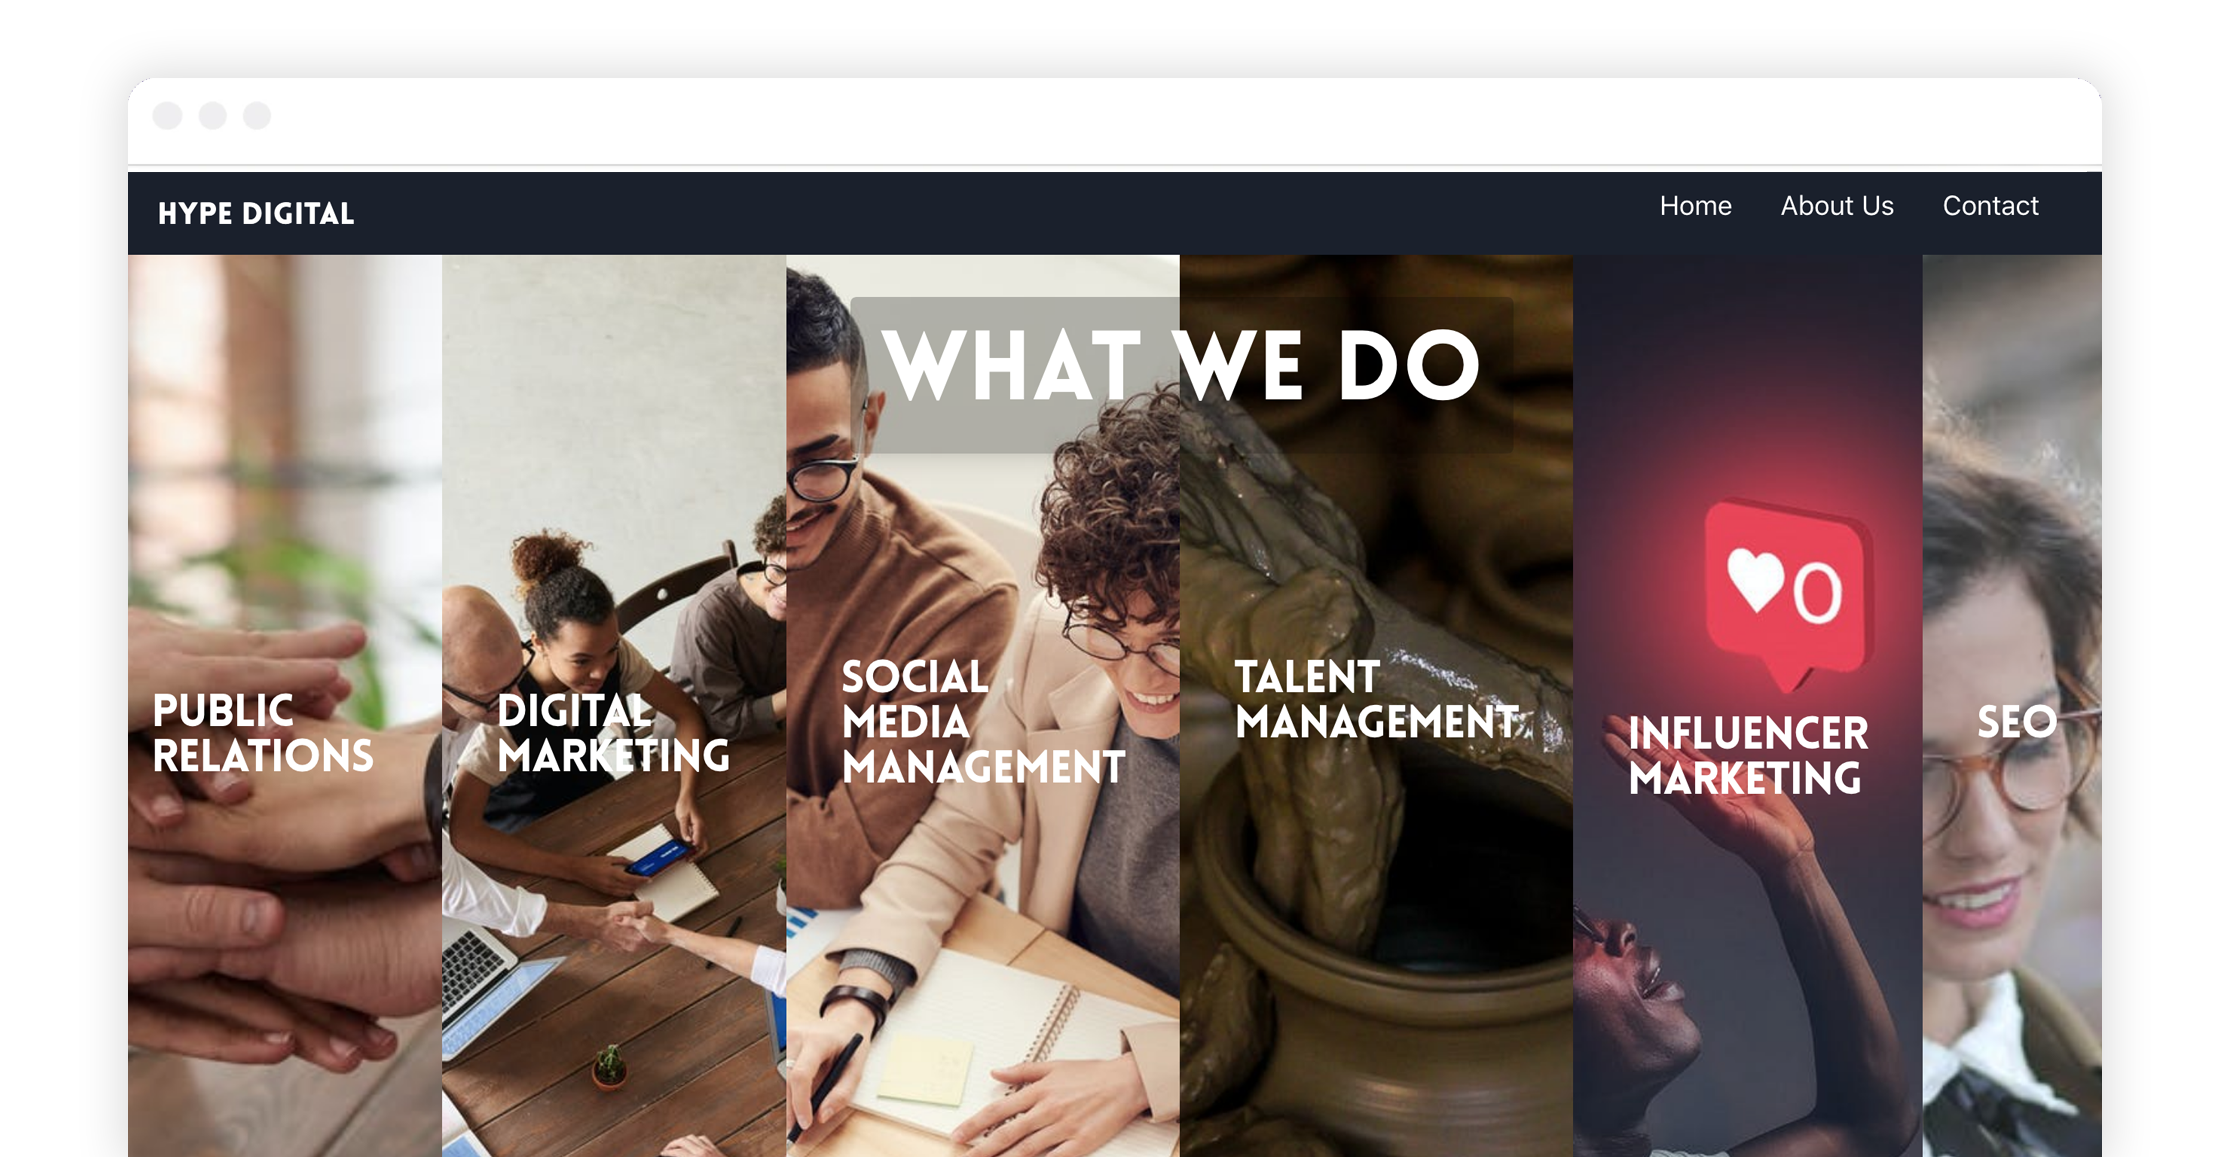 HYPE DIGITAL
Home About Us Contact
WHAT WE DO
PUBLIC
RELATIONS
DIGITAL
MARKETING
SOCIAL
MEDIA
MANAGEMENT
TALENT
MANAGEMENT
INFLUENCER
MARKETING
0
SEO